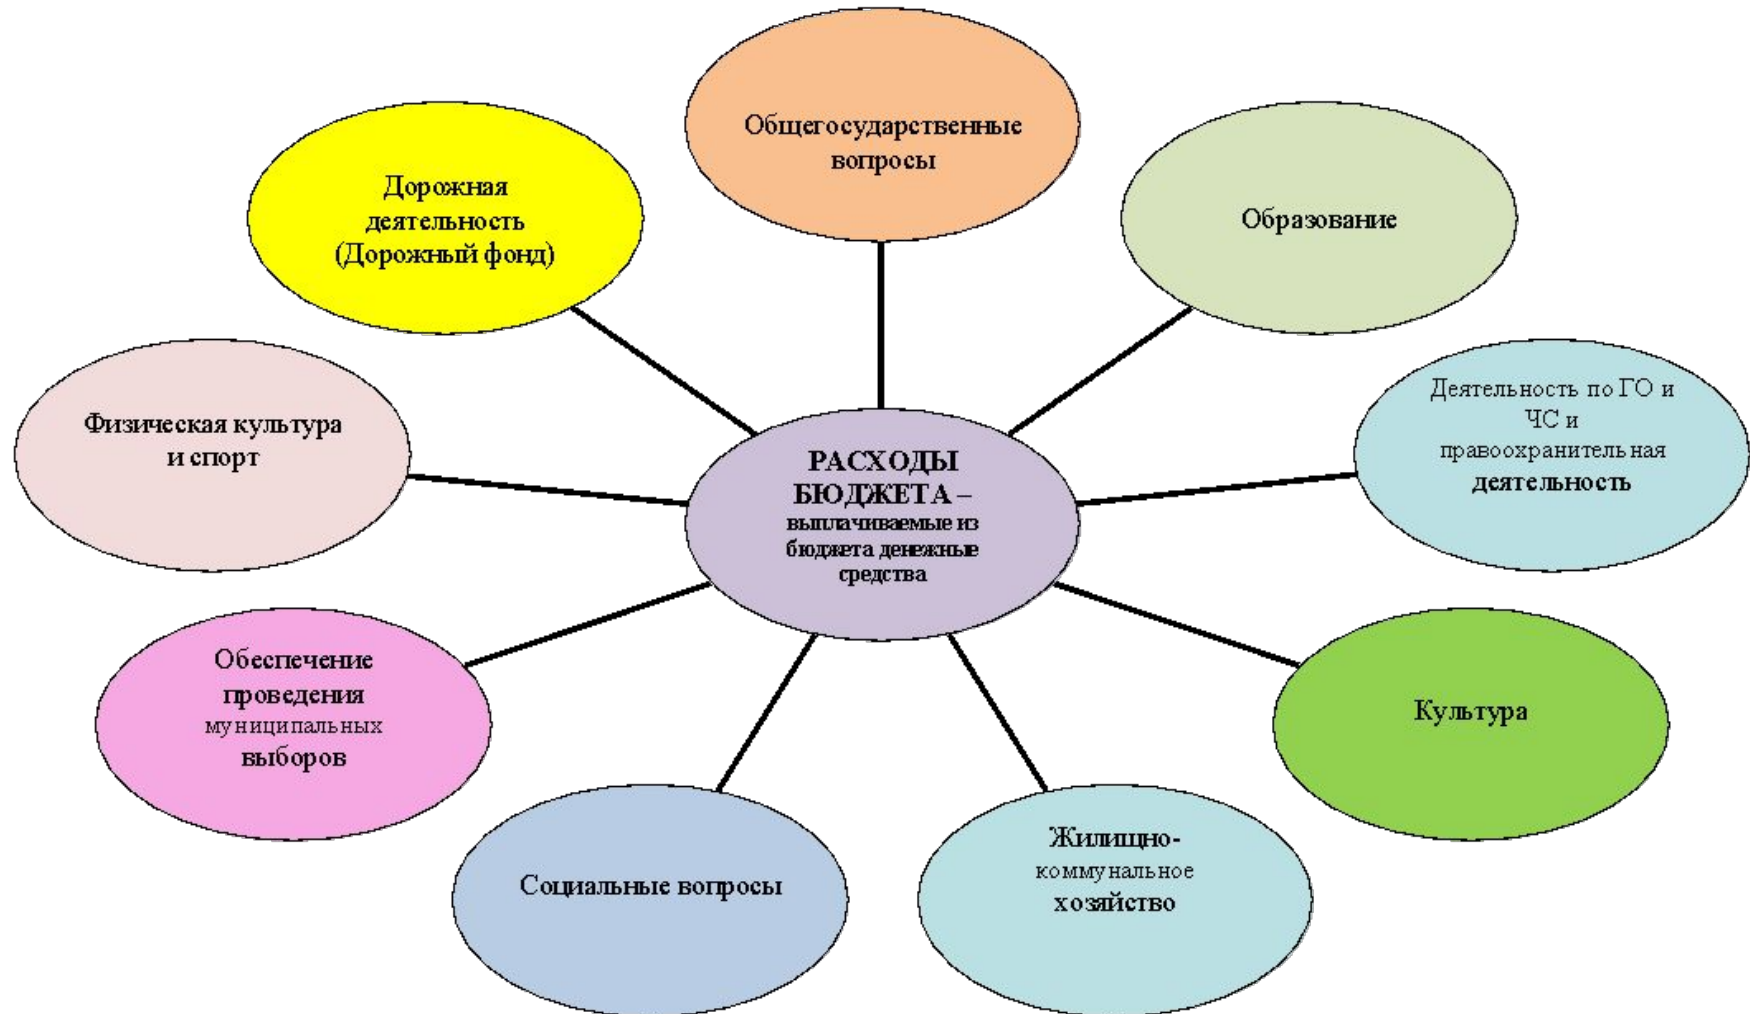 Общегосударственные
вопросы
Дорожная
деятельность
(Дорожный фонд)
Образование
Деятельность по ГО и
ЧС и
правоохранительная
деятельность
Физическая культура
и спорт
РАСХОДЫ
БЮДЖЕТА –
выплачиваемые из
бюджета денежные
средства
Обеспечение
проведения
муниципальных
выборов
Культура
Социальные вопросы
Жилищно-
коммунальное
хозяйство